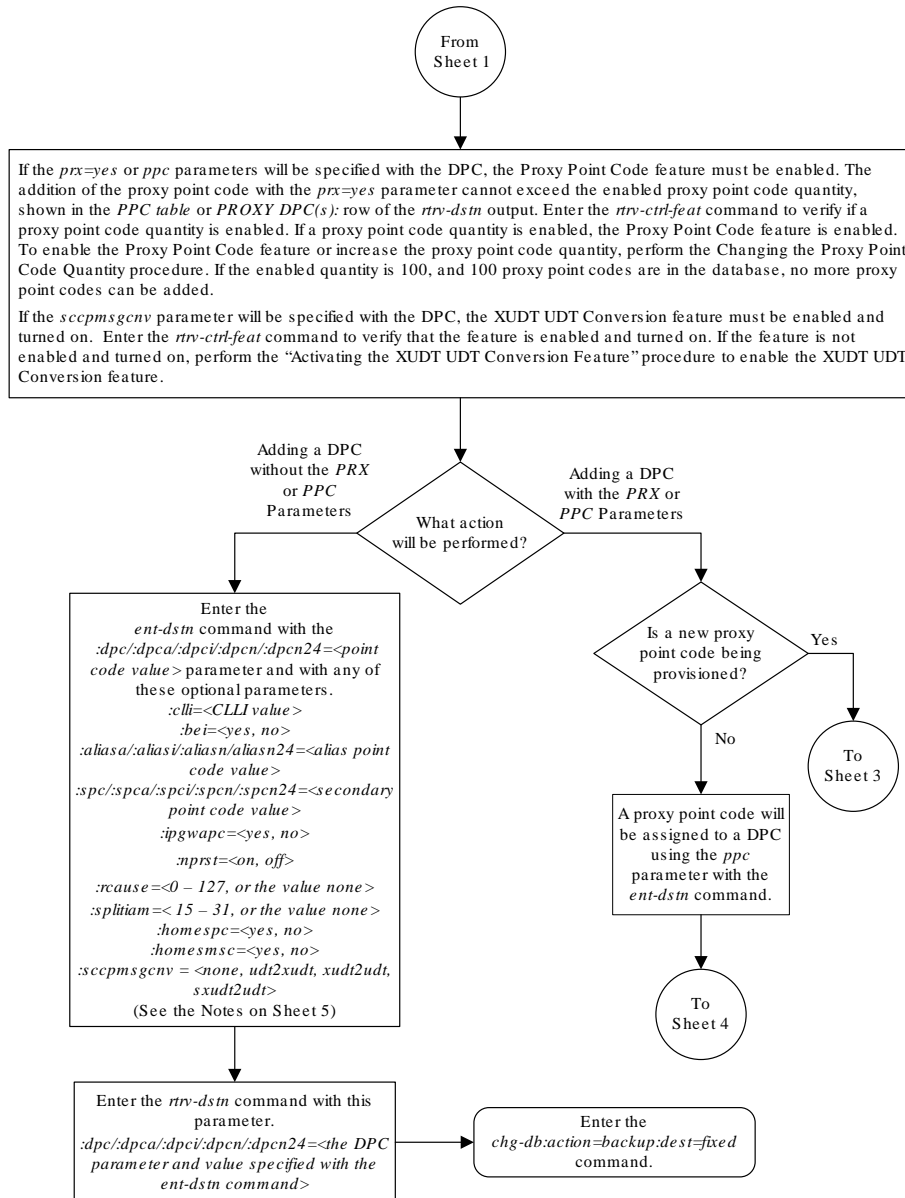 From
Sheet 1
If the prx=yes or ppc parameters will be specified with the DPC, the Proxy Point Code feature must be enabled. The
addition of the proxy point code with the prx=yes parameter cannot exceed the enabled proxy point code quantity,
shown in the PPC table or PROXY DPC(s): row of the rtrv-dstn output. Enter the rtrv-ctrl-feat command to verify if a
proxy point code quantity is enabled. If a proxy point code quantity is enabled, the Proxy Point Code feature is enabled.
To enable the Proxy Point Code feature or increase the proxy point code quantity, perform the Changing the Proxy Point
Code Quantity procedure. If the enabled quantity is 100, and 100 proxy point codes are in the database, no more proxy
point codes can be added.
If the sccpmsgcnv parameter will be specified with the DPC, the XUDT UDT Conversion feature must be enabled and
turned on. Enter the rtrv-ctrl-feat command to verify that the feature is enabled and turned on. If the feature is not
enabled and turned on, perform the “Activating the XUDT UDT Conversion Feature” procedure to enable the XUDT UDT
Conversion feature.
Adding a DPC
without the PRX
or PPC
Parameters
What action
will be performed?
Adding a DPC
with the PRX or
PPC Parameters
Enter the
ent-dstn command with the
:dpc/:dpca/:dpci/:dpcn/:dpcn24=<point
code value> parameter and with any of
these optional parameters.
:clli=<CLLI value>
:bei=<yes, no>
:aliasa/:aliasi/:aliasn/aliasn24=<alias point
code value>
:spc/:spca/:spci/:spcn/:spcn24=<secondary
point code value>
:ipgwapc=<yes, no>
:nprst=<on, off>
:rcause=<0 – 127, or the value none>
:splitiam=< 15 – 31, or the value none>
:homespc=<yes, no>
:homesmsc=<yes, no>
:sccpmsgcnv = <none, udt2xudt, xudt2udt,
sxudt2udt>
(See the Notes on Sheet 5)
Is a new proxy
point code being
provisioned?
Yes
No
To
Sheet 3
A proxy point code will
be assigned to a DPC
using the ppc
parameter with the
ent-dstn command.
To
Sheet 4
Enter the rtrv-dstn command with this
parameter.
:dpc/:dpca/:dpci/:dpcn/:dpcn24=<the DPC
parameter and value specified with the
ent-dstn command>
Enter the
chg-db:action=backup:dest=fixed
command.